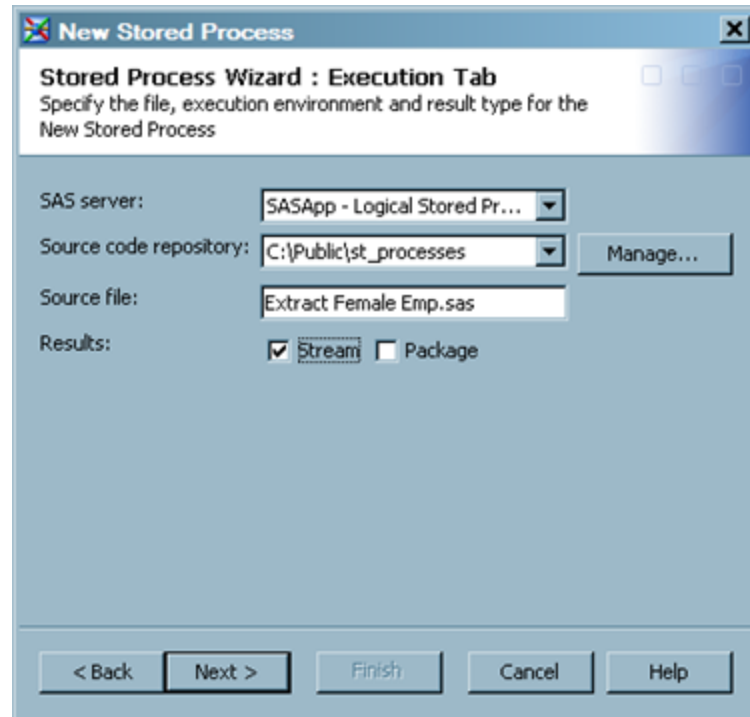 New Stored Process
Stored Process Wizard : Execution Tab
Specify the file, execution environment and result type for the
New Stored Process
SAS server:
SASApp - Logical Stored Pr...
Source code repository:
C:\Public\st_processes
Manage...
Source file:
Extract Female Emp.sas
Results:
Stream
Package
< Back
Next >
Finish
Cancel
Help